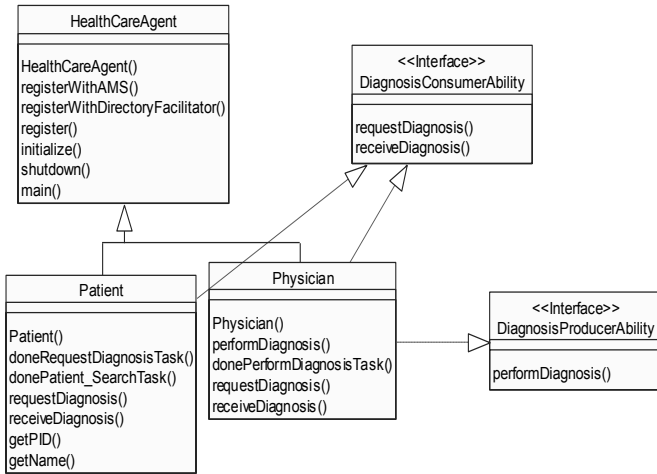 HealthCareAgent
HealthCareAgent()
registerWithAMS()
registerWithDirectoryFacilitator()
register()
initialize()
shutdown()
main()
<<Interface>>
DiagnosisConsumerAbility
requestDiagnosis()
receiveDiagnosis()
Patient
Patient()
doneRequestDiagnosisTask()
donePatient_SearchTask()
requestDiagnosis()
receiveDiagnosis()
getPID()
getName()
Physician
Physician()
performDiagnosis()
donePerformDiagnosisTask()
requestDiagnosis()
receiveDiagnosis()
<<Interface>>
DiagnosisProducerAbility
performDiagnosis()